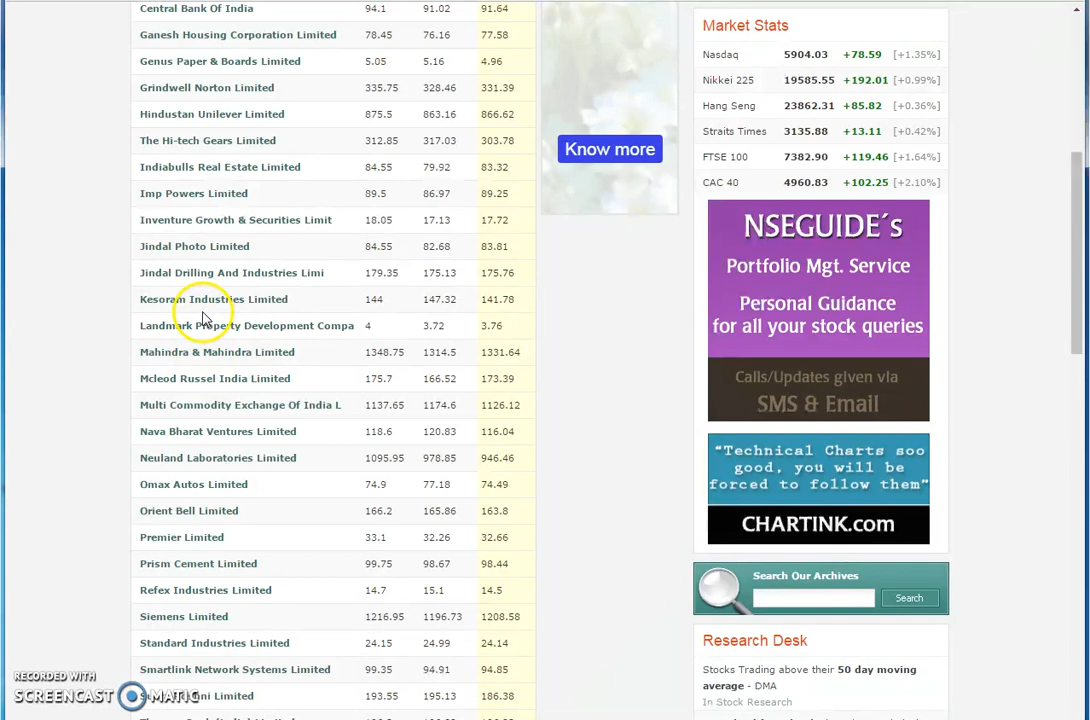 Central Bank Of India 94.1 91.02 91.64
Ganesh Housing Corporation Limited 78.45 76.16 77.58
Genus Paper & Boards Limited 5.05 5.16 4.96
Grindwell Norton Limited 335.75 328.46 331.39
Hindustan Unilever Limited 875.5 863.16 866.62
The Hi-tech Gears Limited 312.85 317.03 303.78
Indiabulls Real Estate Limited 84.55 79.92 83.32
Imp Powers Limited 89.5 86.97 89.25
Inventure Growth & Securities Limit 18.05 17.13 17.72
Jindal Photo Limited 84.55 82.68 83.81
Jindal Drilling And Industries Limi 179.35 175.13 175.76
Kesoram Industries Limited 144 147.32 141.78
Landmark Property Development Compa 4 3.72 3.76
Mahindra & Mahindra Limited 1348.75 1314.5 1331.64
Mcleod Russel India Limited 175.7 166.52 173.39
Multi Commodity Exchange Of India L 1137.65 1174.6 1126.12
Nava Bharat Ventures Limited 118.6 120.83 116.04
Neuland Laboratories Limited 1095.95 978.85 946.46
Omax Autos Limited 74.9 77.18 74.49
Orient Bell Limited 166.2 165.86 163.8
Premier Limited 33.1 32.26 32.66
Prism Cement Limited 99.75 98.67 98.44
Refex Industries Limited 14.7 15.1 14.5
Siemens Limited 1216.95 1196.73 1208.58
Standard Industries Limited 24.15 24.99 24.14
Smartlink Network Systems Limited 99.35 94.91 94.85
Limited 193.55 195.13 186.38
RECORDED WITH
SCREENCAST MATIC
Know more
Market Stats
Nasdaq 5904.03 +78.59 [+1.35%]
Nikkei 225 19585.55 +192.01 [+0.99%]
Hang Seng 23862.31 +85.82 [+0.36%]
Straits Times 3135.88 +13.11 [+0.42%]
FTSE 100 7382.90 +119.46 [+1.64%]
CAC 40 4960.83 +102.25 [+2.10%]
NSEGUIDE´s
Portfolio Mgt. Service
Personal Guidance
for all your stock queries
Calls/Updates given via
SMS & Email
“Technical Charts soo
good, you will be
forced to follow them”
CHARTINK.com
Search Our Archives
Search
Research Desk
Stocks Trading above their 50 day moving
average - DMA
In Stock Research